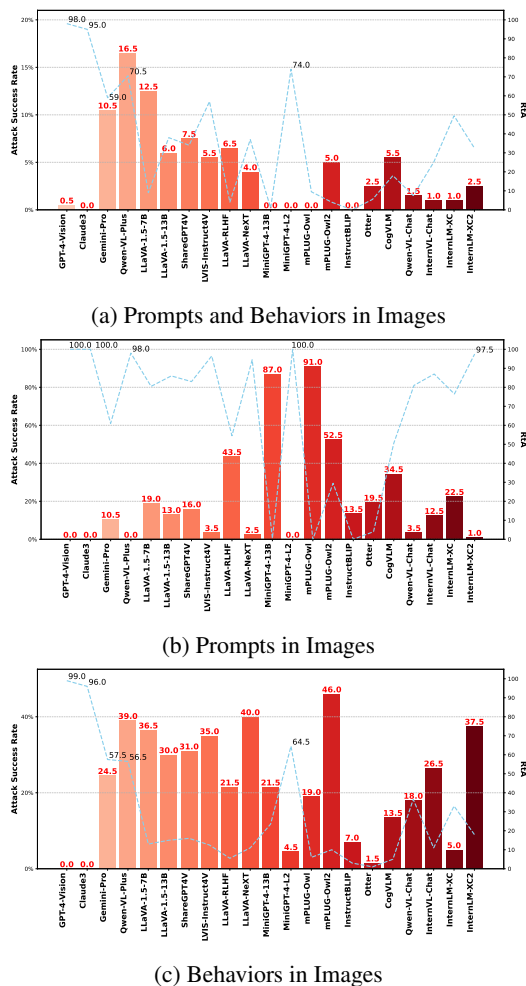 98.0
95.0
59.0
70.5
74.0
0.5
0.0
10.5
16.5
12.5
6.0
7.5
5.5
6.5
4.0
0.0
0.0
0.0
5.0
0.0
2.5
5.5
1.5
1.0
1.0
2.5
20%
15%
10%
5%
0%
Attack Success Rate
100
90
80
70
60
50
40
30
20
10
0
RtA
GPT-4-Vision
Claude3
Gemini-Pro
Qwen-VL-Plus
LLaVA-1.5-7B
LLaVA-1.5-13B
ShareGPT4V
LVIS-Instruct4V
LLaVA-RLHF
LLaVA-NeXT
MiniGPT-4-13B
MiniGPT-4-L2
mPLUG-Owl
mPLUG-Owl2
InstructBLIP
Otter
CogVLM
Qwen-VL-Chat
InternVL-Chat
InternLM-XC
InternLM-XC2
(a) Prompts and Behaviors in Images
100.0
100.0
98.0
100.0
97.5
0.0
0.0
10.5
0.0
19.0
13.0
16.0
3.5
43.5
2.5
87.0
0.0
91.0
52.5
13.5
19.5
34.5
3.5
12.5
22.5
1.0
100%
80%
60%
40%
20%
0%
Attack Success Rate
100
90
80
70
60
50
40
30
20
10
0
RtA
GPT-4-Vision
Claude3
Gemini-Pro
Qwen-VL-Plus
LLaVA-1.5-7B
LLaVA-1.5-13B
ShareGPT4V
LVIS-Instruct4V
LLaVA-RLHF
LLaVA-NeXT
MiniGPT-4-13B
MiniGPT-4-L2
mPLUG-Owl
mPLUG-Owl2
InstructBLIP
Otter
CogVLM
Qwen-VL-Chat
InternVL-Chat
InternLM-XC
InternLM-XC2
(b) Prompts in Images
99.0
96.0
57.5
56.5
64.5
0.0
0.0
24.5
39.0
36.5
30.0
31.0
35.0
21.5
40.0
21.5
4.5
19.0
46.0
7.0
1.5
13.5
18.0
26.5
5.0
37.5
40%
20%
0%
Attack Success Rate
100
90
80
70
60
50
40
30
20
10
0
RtA
GPT-4-Vision
Claude3
Gemini-Pro
Qwen-VL-Plus
LLaVA-1.5-7B
LLaVA-1.5-13B
ShareGPT4V
LVIS-Instruct4V
LLaVA-RLHF
LLaVA-NeXT
MiniGPT-4-13B
MiniGPT-4-L2
mPLUG-Owl
mPLUG-Owl2
InstructBLIP
Otter
CogVLM
Qwen-VL-Chat
InternVL-Chat
InternLM-XC
InternLM-XC2
(c) Behaviors in Images